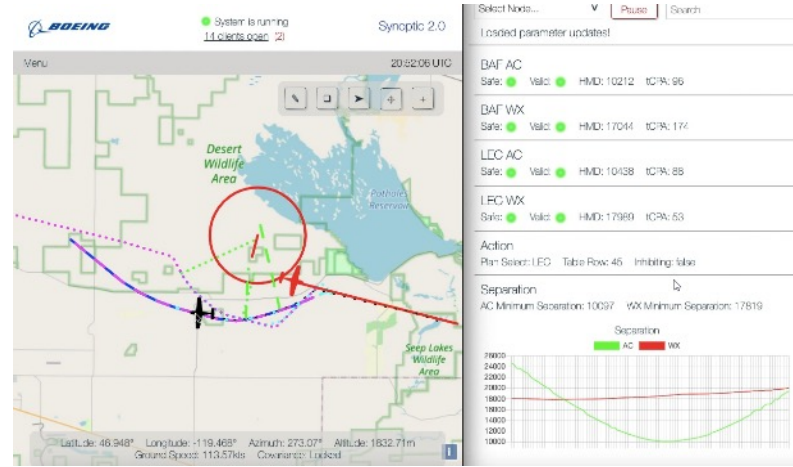 BOEING
System is running
14 clients open (2)
Synoptic 2.0
Menu
20:52:06 UTC
Desert
Wildlife
Area
Potholes
Reservoir
Seep Lakes
Wildlife
Area
Latitude: 46.948° Longitude: -119.468° Azimuth: 273.07° Altitude: 1632.71m
Ground Speed: 113.57kts Covariance: Locked
i
Select Node... V Pause Search
Loaded parameter updates!
BAF AC
Safe: Valid: HMD: 10212 tCPA: 96
BAF WX
Safe: Valid: HMD: 17044 tCPA: 174
LEC AC
Safe: Valid: HMD: 10438 tCPA: 88
LEC WX
Safe: Valid: HMD: 17989 tCPA: 53
Action
Plan Select: LEC Table Row: 45 Inhibiting: false
Separation
AC Minimum Separation: 10097 WX Minimum Separation: 17819
Separation
AC WX
26000
24000
22000
20000
18000
16000
14000
12000
10000